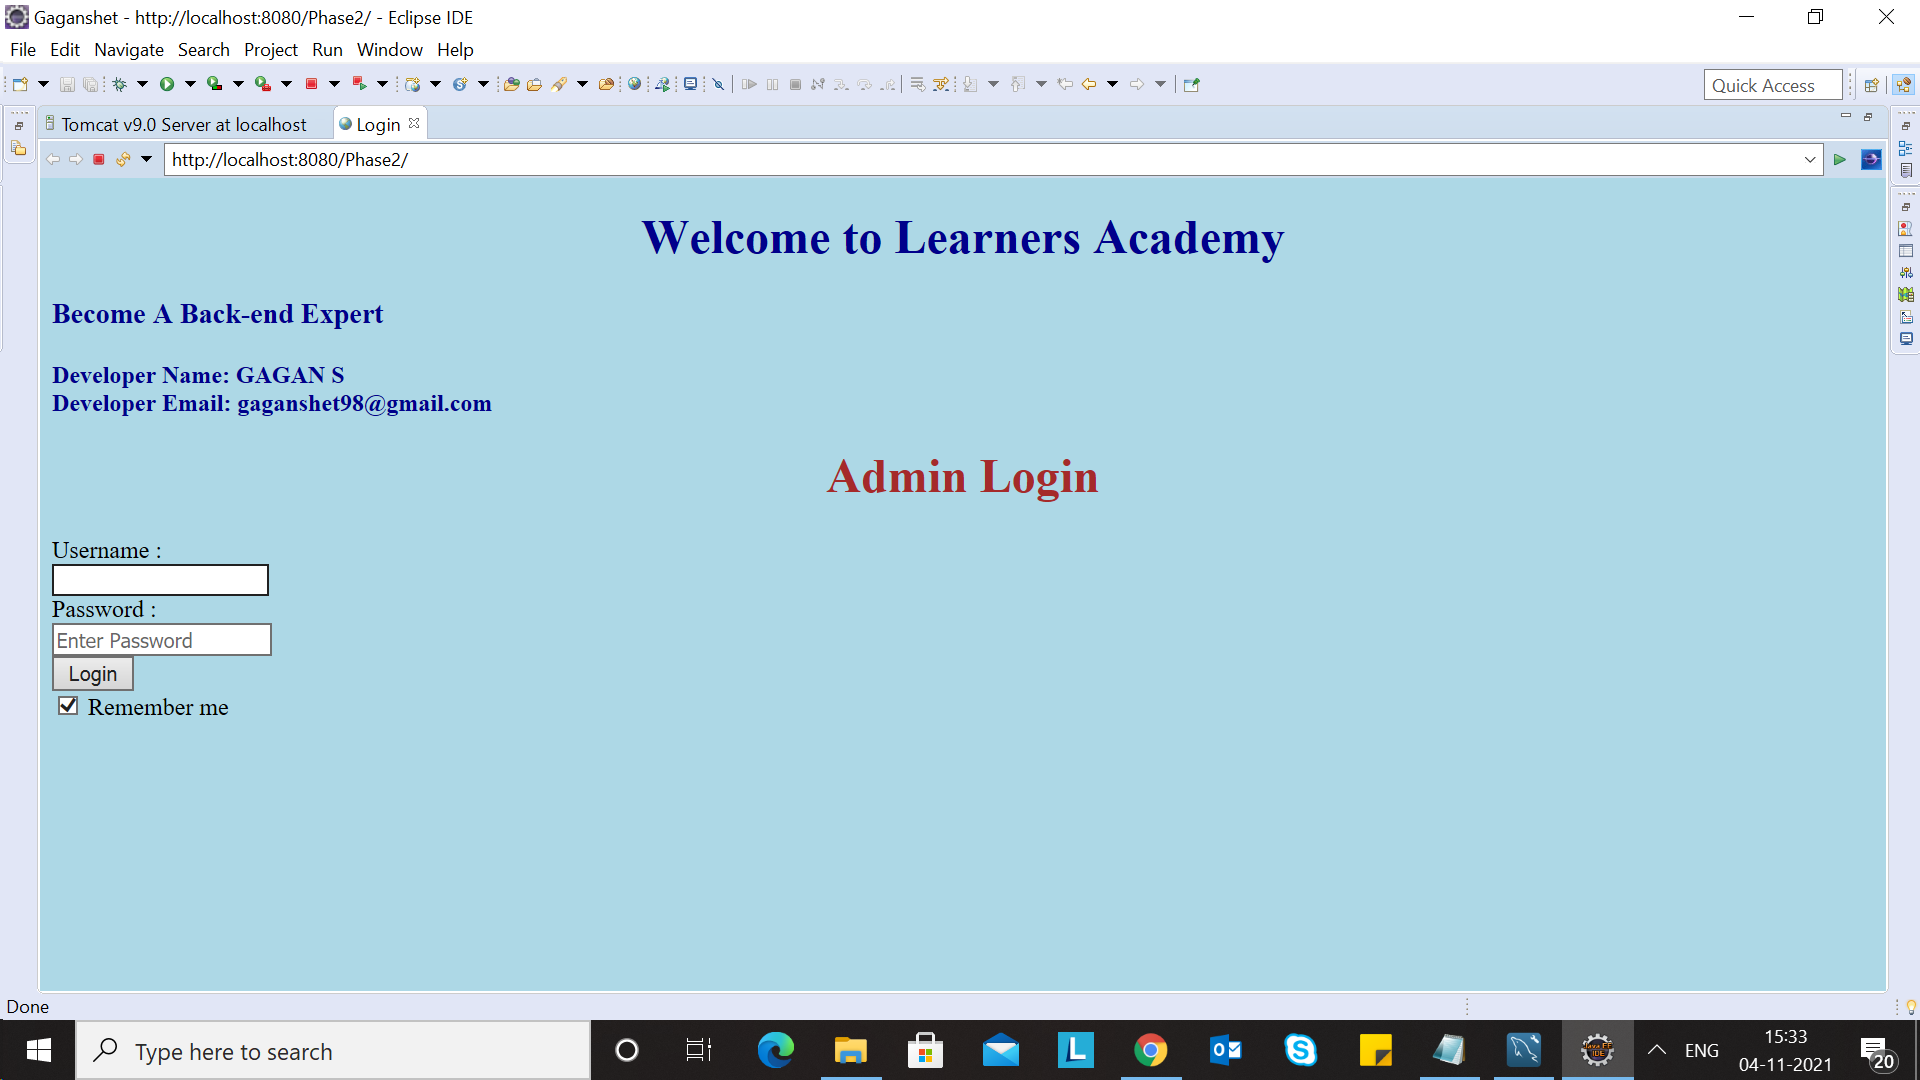 Gaganshet - http://localhost:8080/Phase2/ - Eclipse IDE
File Edit Navigate Search Project Run Window Help
Quick Access
Tomcat v9.0 Server at localhost
Login
http://localhost:8080/Phase2/
Welcome to Learners Academy
Become A Back-end Expert
Developer Name: GAGAN S
Developer Email: gaganshet98@gmail.com
Admin Login
Username :
Password :
Enter Password
Login
Remember me
Done
Type here to search
ENG
15:33
04-11-2021
20